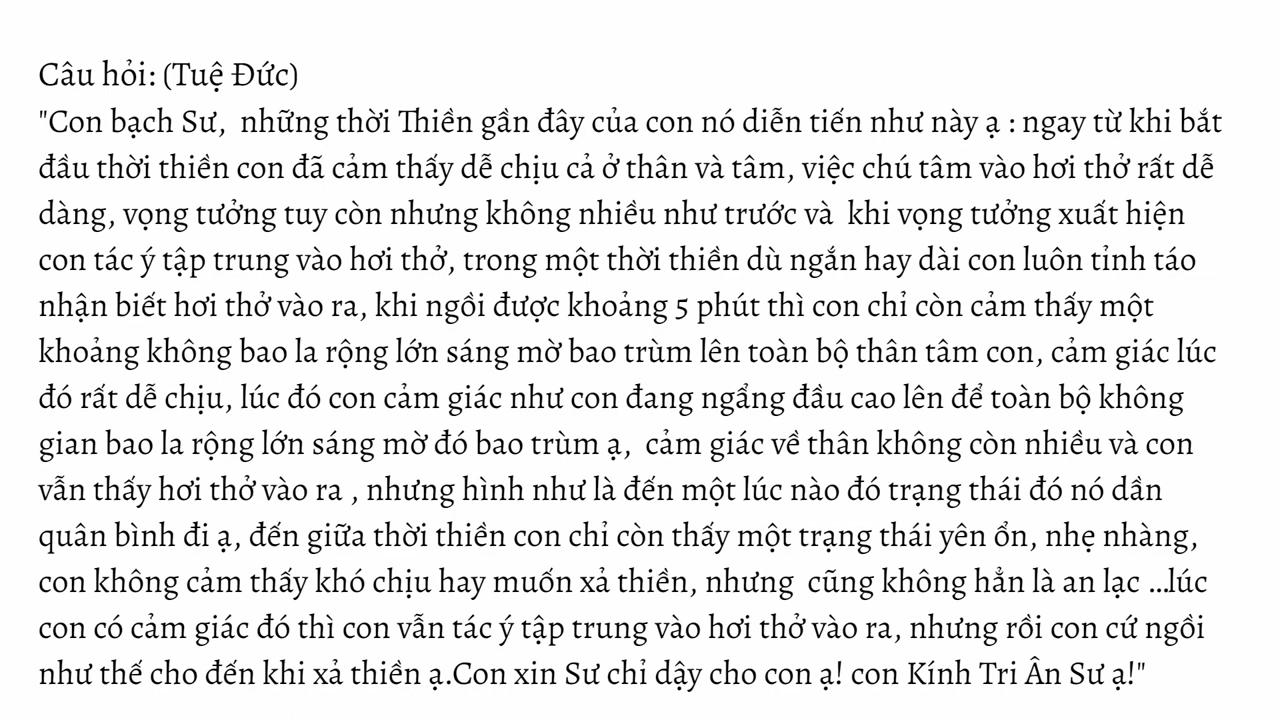 Câu hỏi: (Tuệ Đức)
"Con bạch Sư,  những thời Thiền gần đây của con nó diễn tiến như này ạ : ngay từ khi bắt
đầu thời thiền con đã cảm thấy dễ chịu cả ở thân và tâm, việc chú tâm vào hơi thở rất dễ
dàng, vọng tưởng tuy còn nhưng không nhiều như trước và  khi vọng tưởng xuất hiện
con tác ý tập trung vào hơi thở, trong một thời thiền dù ngắn hay dài con luôn tỉnh táo
nhận biết hơi thở vào ra, khi ngồi được khoảng 5 phút thì con chỉ còn cảm thấy một
khoảng không bao la rộng lớn sáng mờ bao trùm lên toàn bộ thân tâm con, cảm giác lúc
đó rất dễ chịu, lúc đó con cảm giác như con đang ngẩng đầu cao lên để toàn bộ không
gian bao la rộng lớn sáng mờ đó bao trùm ạ,  cảm giác về thân không còn nhiều và con
vẫn thấy hơi thở vào ra , nhưng hình như là đến một lúc nào đó trạng thái đó nó dần
quân bình đi ạ, đến giữa thời thiền con chỉ còn thấy một trạng thái yên ổn, nhẹ nhàng,
con không cảm thấy khó chịu hay muốn xả thiền, nhưng  cũng không hẳn là an lạc ...lúc
con có cảm giác đó thì con vẫn tác ý tập trung vào hơi thở vào ra, nhưng rồi con cứ ngồi
như thế cho đến khi xả thiền ạ.Con xin Sư chỉ dậy cho con ạ! con Kính Tri Ân Sư ạ!"